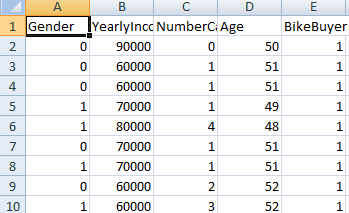 A B C D E
1 Gender YearlyInco NumberCa Age BikeBuyer
2 0 90000 0 50 1
3 0 60000 1 51 1
4 0 60000 1 51 1
5 1 70000 1 49 1
6 1 80000 4 48 1
7 0 70000 1 51 1
8 1 70000 1 51 1
9 0 60000 2 52 1
10 1 60000 3 52 1